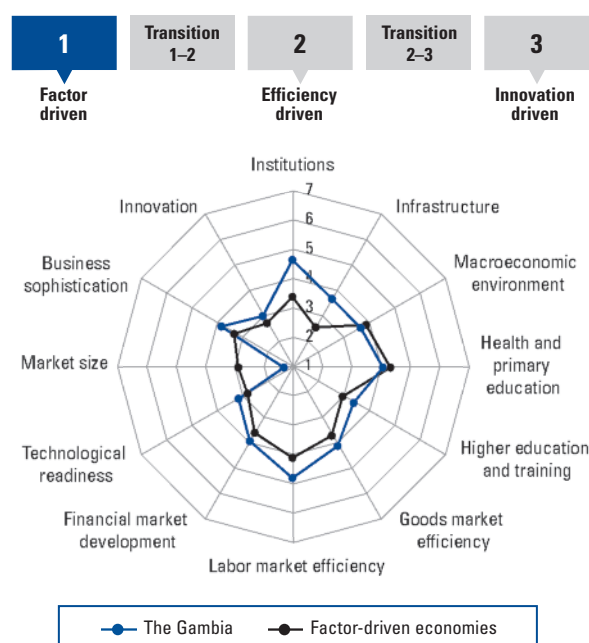 1
Transition
1–2
2
Transition
2–3
3
Factor
driven
Efficiency
driven
Innovation
driven
Institutions
Innovation
Infrastructure
Business
sophistication
Macroeconomic
environment
Market size
Health and
primary
education
Technological
readiness
Higher education
and training
Financial market
development
Goods market
efficiency
Labor market efficiency
7
6
5
4
3
2
1
The Gambia
Factor-driven economies